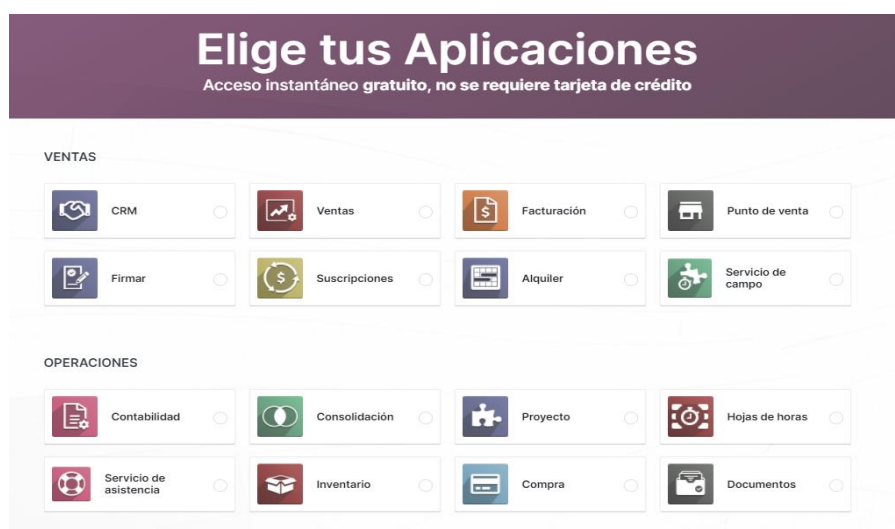 Elige tus Aplicaciones
Acceso instantáneo gratuito, no se requiere tarjeta de crédito
VENTAS
CRM
Ventas
Facturación
Punto de venta
Firmar
Suscripciones
Alquiler
Servicio de
campo
OPERACIONES
Contabilidad
Consolidación
Proyecto
Hojas de horas
Servicio de
asistencia
Inventario
Compra
Documentos